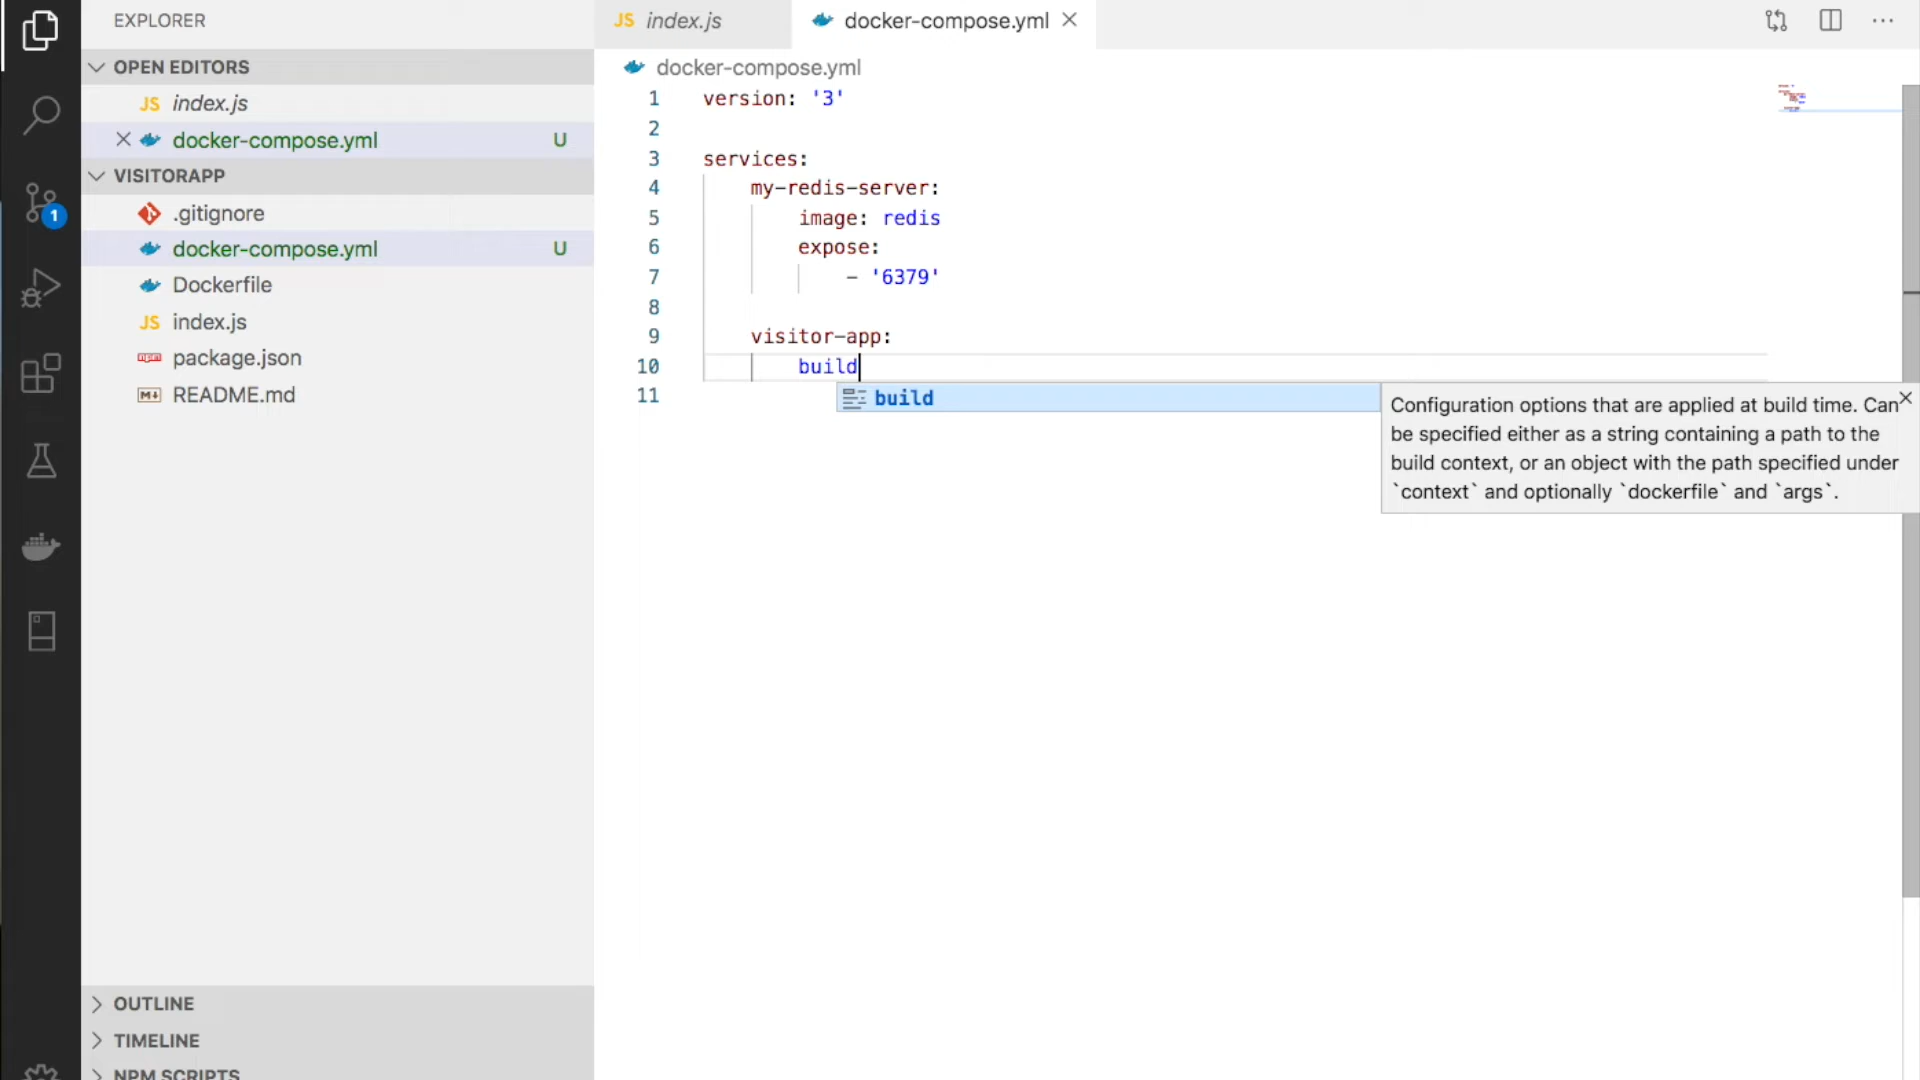 EXPLORER
OPEN EDITORS
JS index.js
docker-compose.yml U
VISITORAPP
.gitignore
docker-compose.yml U
Dockerfile
JS index.js
package.json
README.md
OUTLINE
TIMELINE
NPM SCRIPTS
1
JS index.js
docker-compose.yml
docker-compose.yml
1 version: '3'
2
3 services:
4 my-redis-server:
5 image: redis
6 expose:
7 - '6379'
8
9 visitor-app:
10 build
11
build
Configuration options that are applied at build time. Can
be specified either as a string containing a path to the
build context, or an object with the path specified under
`context` and optionally `dockerfile` and `args`.